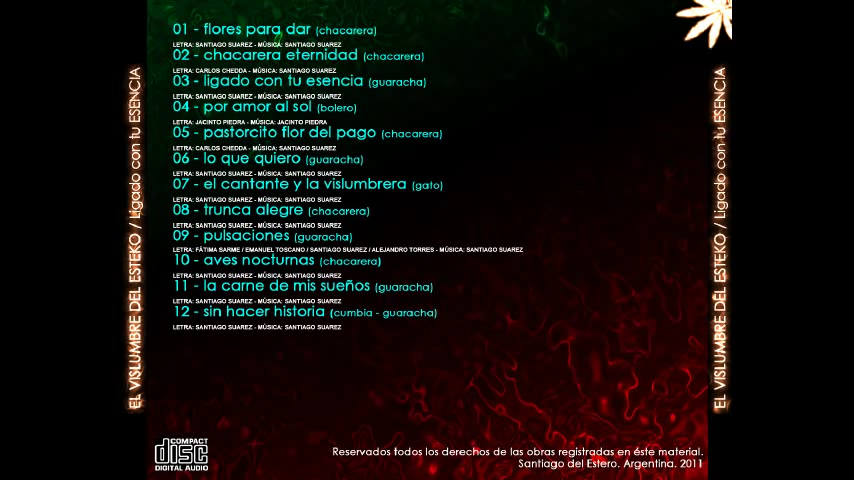 01 - flores para dar (chacarera)
LETRA: SANTIAGO SUAREZ - MÚSICA: SANTIAGO SUAREZ
02 - chacarera eternidad (chacarera)
LETRA: CARLOS CHEDDA - MÚSICA: SANTIAGO SUAREZ
03 - ligado con tu esencia (guaracha)
LETRA: SANTIAGO SUAREZ - MÚSICA: SANTIAGO SUAREZ
04 - por amor al sol (bolero)
LETRA: JACINTO PIEDRA - MÚSICA: JACINTO PIEDRA
05 - pastorcito flor del pago (chacarera)
LETRA: CARLOS CHEDDA - MÚSICA: SANTIAGO SUAREZ
06 - lo que quiero (guaracha)
LETRA: SANTIAGO SUAREZ - MÚSICA: SANTIAGO SUAREZ
07 - el cantante y la vislumbrera (gato)
LETRA: SANTIAGO SUAREZ - MÚSICA: SANTIAGO SUAREZ
08 - trunca alegre (chacarera)
LETRA: SANTIAGO SUAREZ - MÚSICA: SANTIAGO SUAREZ
09 - pulsaciones (guaracha)
LETRA: FÁTIMA SARME / EMANUEL TOSCANO / SANTIAGO SUAREZ / ALEJANDRO TORRES - MÚSICA: SANTIAGO SUAREZ
10 - aves nocturnas (chacarera)
LETRA: SANTIAGO SUAREZ - MÚSICA: SANTIAGO SUAREZ
11 - la carne de mis sueños (guaracha)
LETRA: SANTIAGO SUAREZ - MÚSICA: SANTIAGO SUAREZ
12 - sin hacer historia (cumbia - guaracha)
LETRA: SANTIAGO SUAREZ - MÚSICA: SANTIAGO SUAREZ
EL VISLUMBRE DEL ESTEKO / Ligado con tu ESENCIA
EL VISLUMBRE DEL ESTEKO / Ligado con tu ESENCIA
COMPACT
disc
DIGITAL AUDIO
Reservados todos los derechos de las obras registradas en éste material.
Santiago del Estero. Argentina. 2011